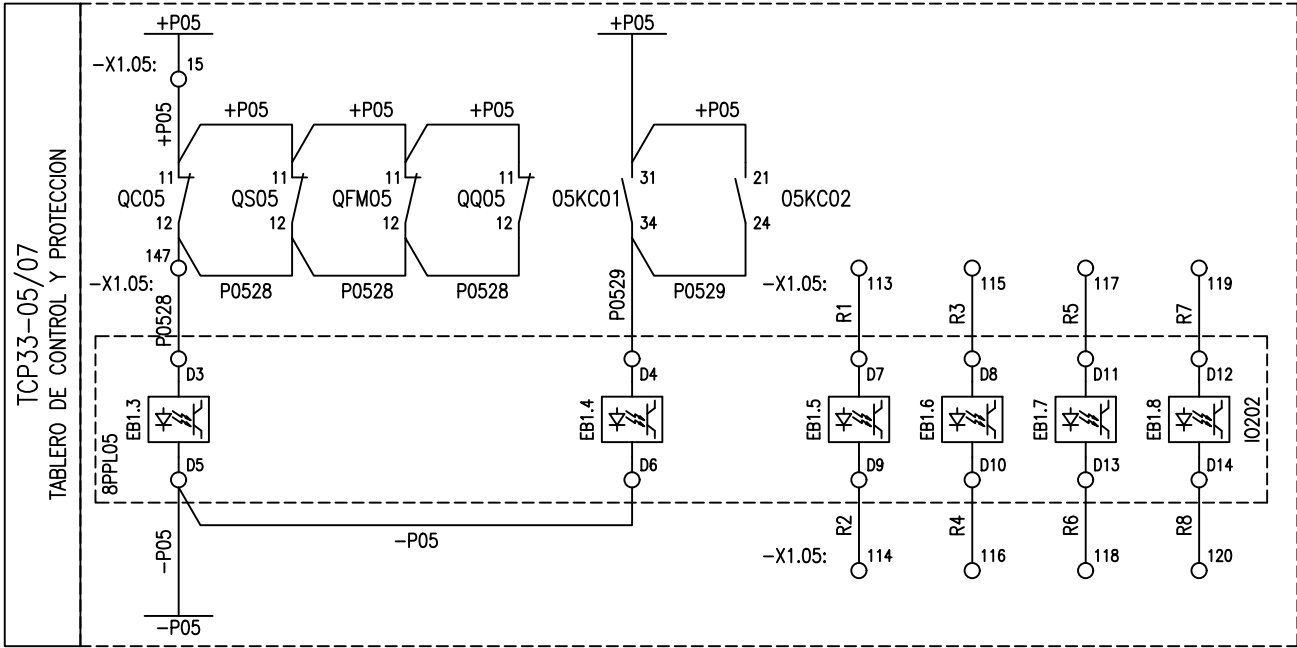 TCP33-05/07
TABLERO DE CONTROL Y PROTECCION
+P05
+P05
-X1.05:
15
+P05
+P05
+P05
+P05
+P05
11
11
11
11
31
21
QC05
QS05
QFM05
QQ05
05KC01
05KC02
12
12
12
12
34
24
147
-X1.05:
P0528
P0528
P0528
P0529
-X1.05:
113
115
117
119
P0528
P0529
R1
R3
R5
R7
D3
D4
D7
D8
D11
D12
EB1.3
EB1.4
EB1.5
EB1.6
EB1.7
EB1.8
IO202
8PPL05
D5
D6
D9
D10
D13
D14
-P05
-P05
R2
R4
R6
R8
-X1.05:
114
116
118
120
-P05